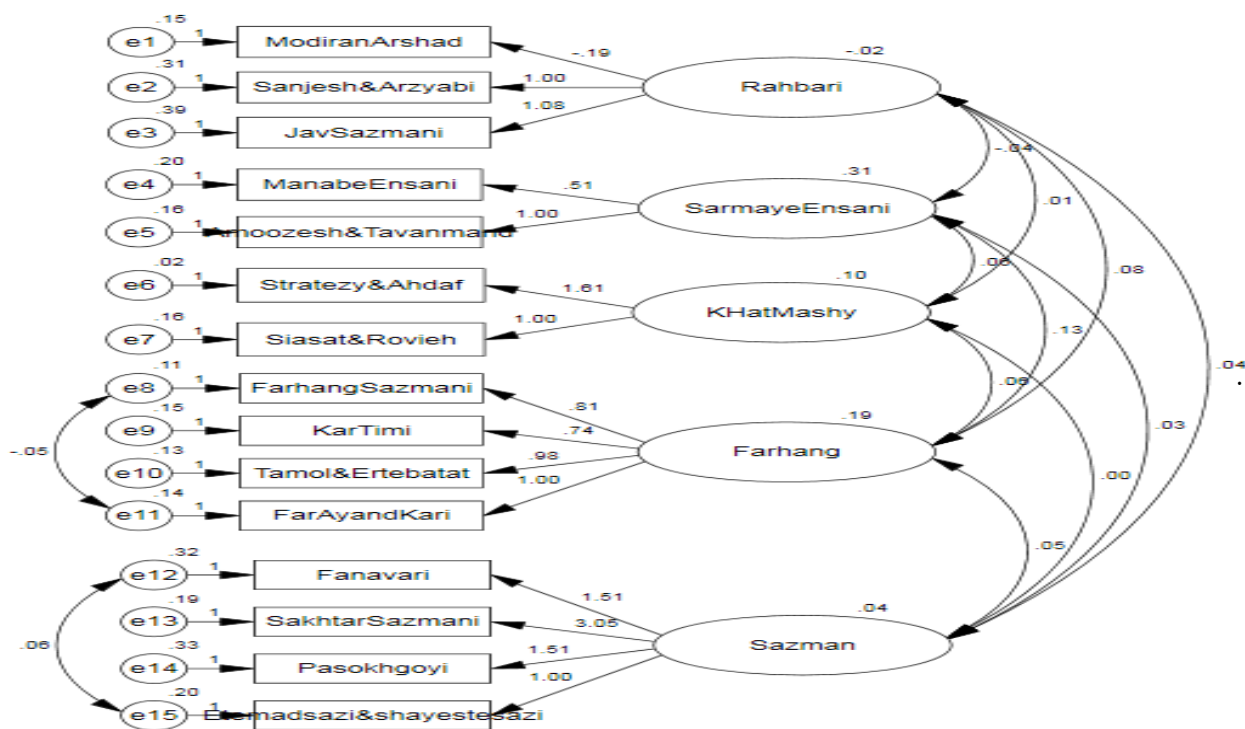 .15
e1 1 ModiranArshad -.19 -.02
.31
e2 1 Sanjesh&Arzyabi 1.00 Rahbari
.39 1.08
e3 1 JavSazmani
-.04
.20
e4 1 ManabeEnsani .51 .31
.01
.16 SarmayeEnsani
e5 1 Amoozesh&Tavanmand 1.00
.02 .06 .08
e6 1 Stratezy&Ahdaf 1.61 .10
.16 KHatMashy
e7 1 Siasat&Rovieh 1.00 .13
.04
.11
e8 1 FarhangSazmani .81
.15 .19 .03
e9 1 KarTimi .74 Farhang
-.05
.13 .98 .00
e10 1 Tamol&Ertebatat
.14 1.00
e11 1 FarAyandKari
.05
.32
e12 1 Fanavari 1.51
.19 .04
e13 1 SakhtarSazmani 3.05
.06 Sazman
.33 1.51
e14 1 Pasokhgoyi
.20 1.00
e15 1 Etemadsazi&shayestesazi